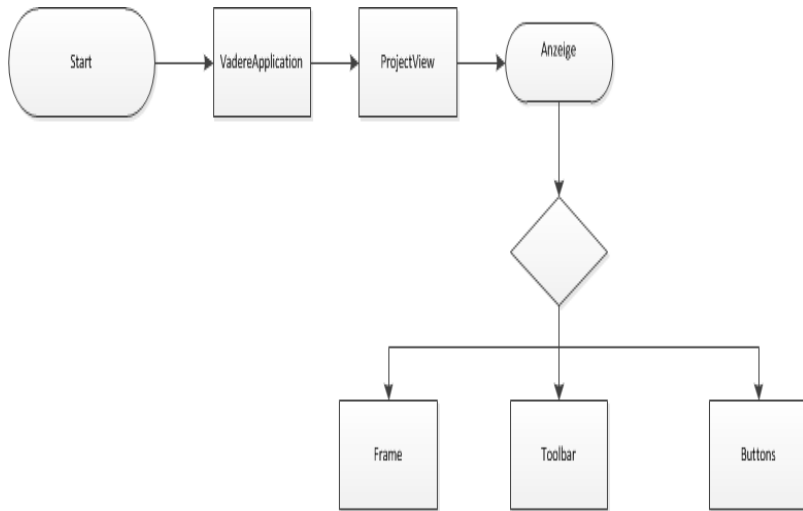 Start
VadereApplication
ProjectView
Anzeige
Frame
Toolbar
Buttons